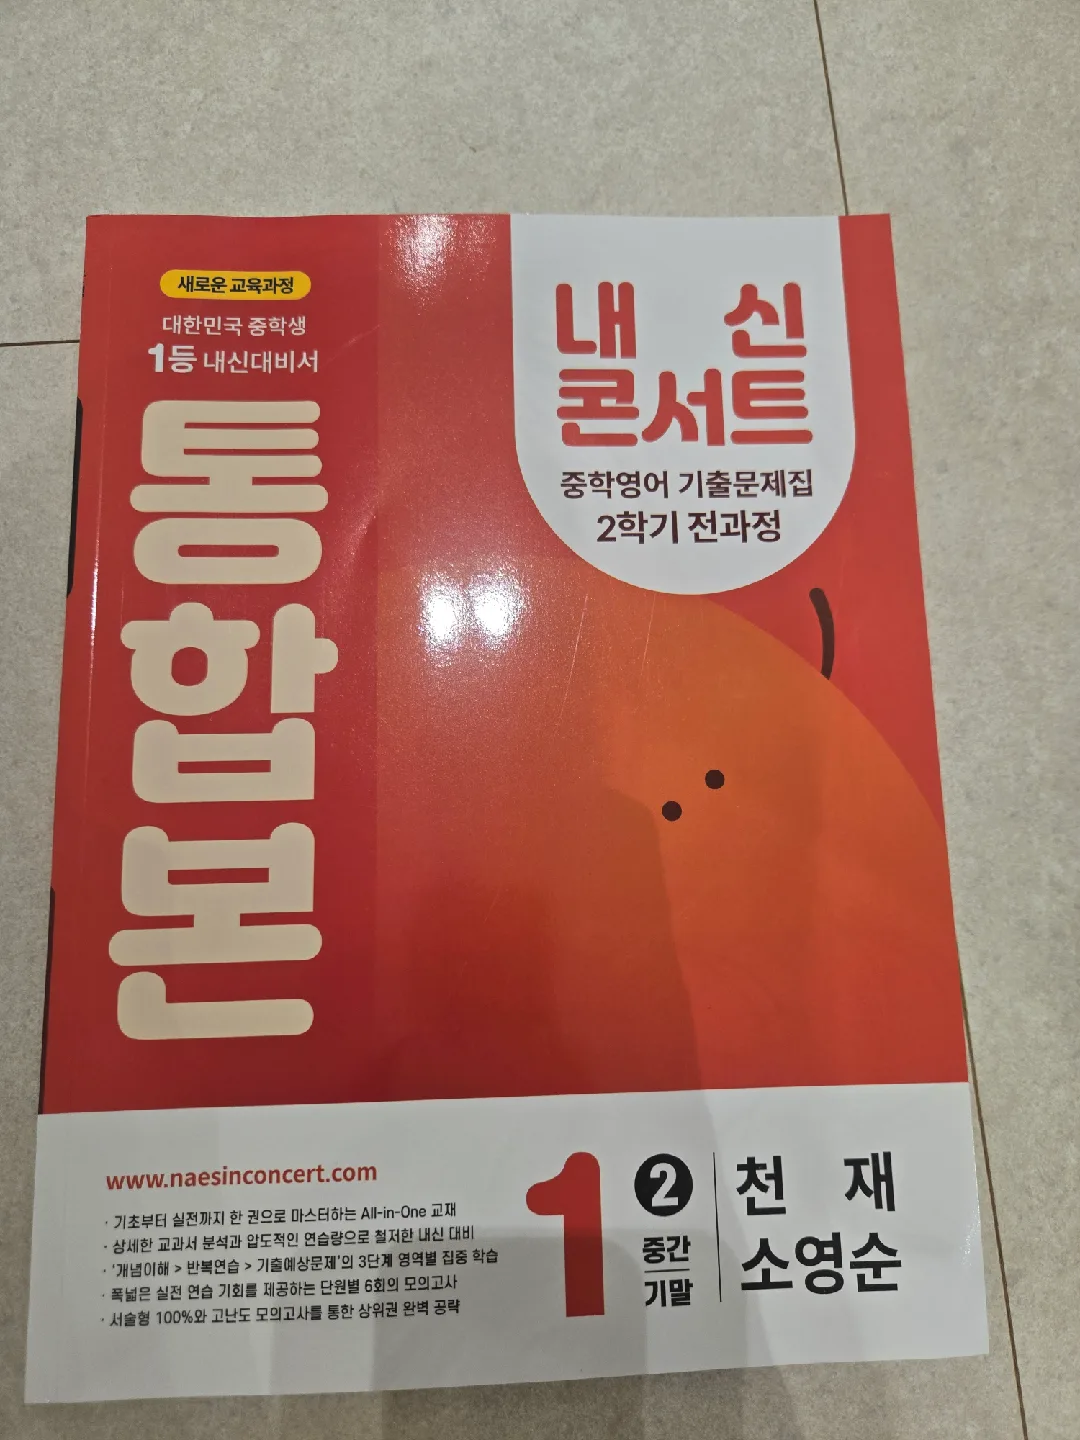 새로운 교육과정
대한민국 중학생
1등 내신대비서
통합본
내신
콘서트
중학영어 기출문제집
2학기 전과정
www.naesinconcert.com
· 기초부터 실전까지 한 권으로 마스터하는 All-in-One 교재
· 상세한 교과서 분석과 압도적인 연습량으로 철저한 내신 대비
· '개념이해 > 반복연습 > 기출예상문제'의 3단계 영역별 집중 학습
· 폭넓은 실전 연습 기회를 제공하는 단원별 6회의 모의고사
· 서술형 100%와 고난도 모의고사를 통한 상위권 완벽 공략
1
2
중간
기말
천재
소영순